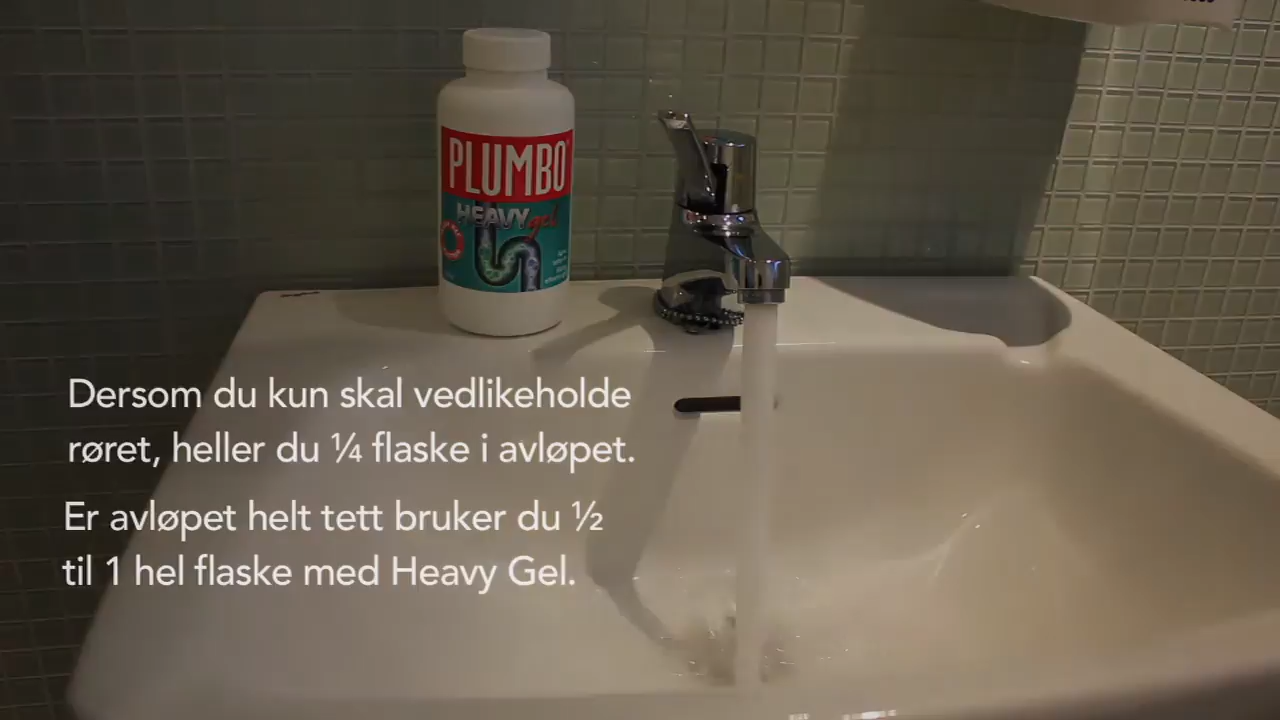 PLUMBO
HEAVY gel
Dersom du kun skal vedlikeholde
røret, heller du ¼ flaske i avløpet.
Er avløpet helt tett bruker du ½
til 1 hel flaske med Heavy Gel.